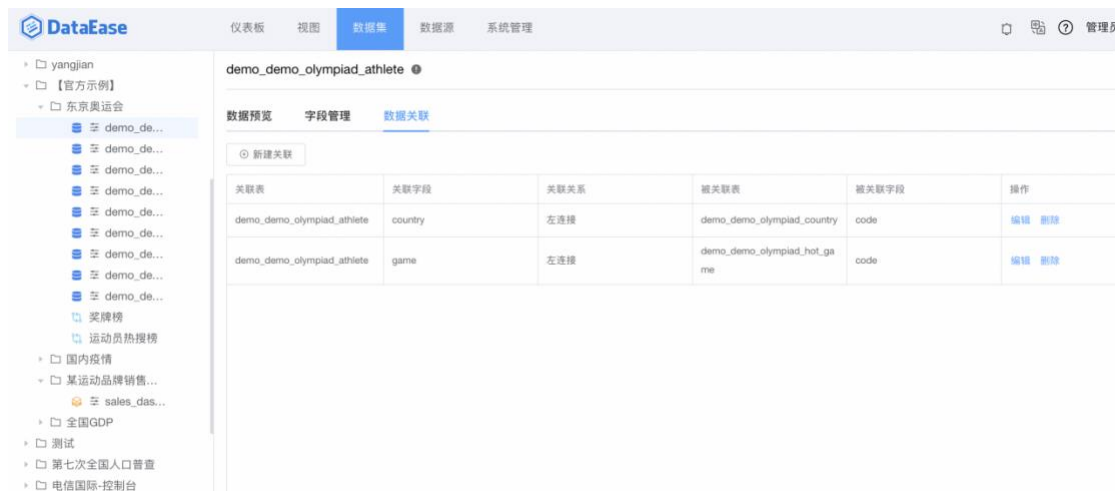 DataEase
仪表板 视图 数据集 数据源 系统管理
管理员
yangjian
【官方示例】
东京奥运会
demo_de...
demo_de...
demo_de...
demo_de...
demo_de...
demo_de...
demo_de...
demo_de...
demo_de...
奖牌榜
运动员热搜榜
国内疫情
某运动品牌销售...
sales_das...
全国GDP
测试
第七次全国人口普查
电信国际-控制台
demo_demo_olympiad_athlete
数据预览 字段管理 数据关联
新建关联
关联表 关联字段 关联关系 被关联表 被关联字段 操作
demo_demo_olympiad_athlete country 左连接 demo_demo_olympiad_country code 编辑 删除
demo_demo_olympiad_athlete game 左连接 demo_demo_olympiad_hot_ga
me code 编辑 删除